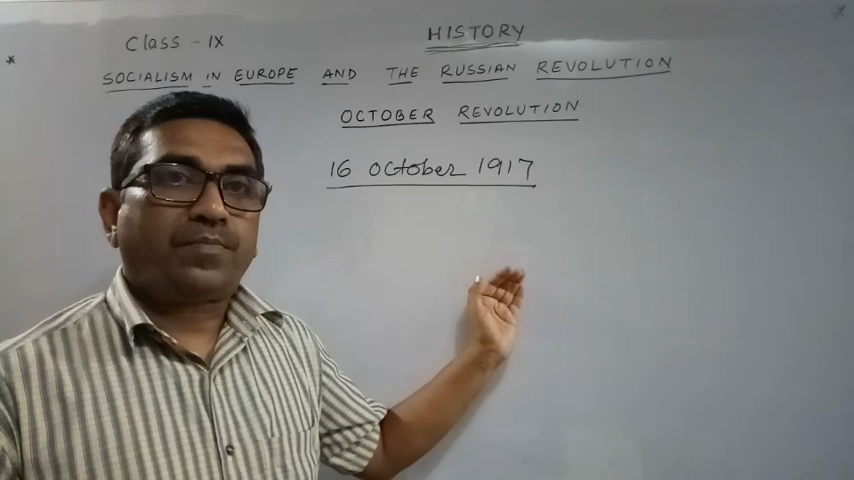 Class - IX
HISTORY
SOCIALISM IN EUROPE AND THE RUSSIAN REVOLUTION
OCTOBER REVOLUTION
16 October 1917